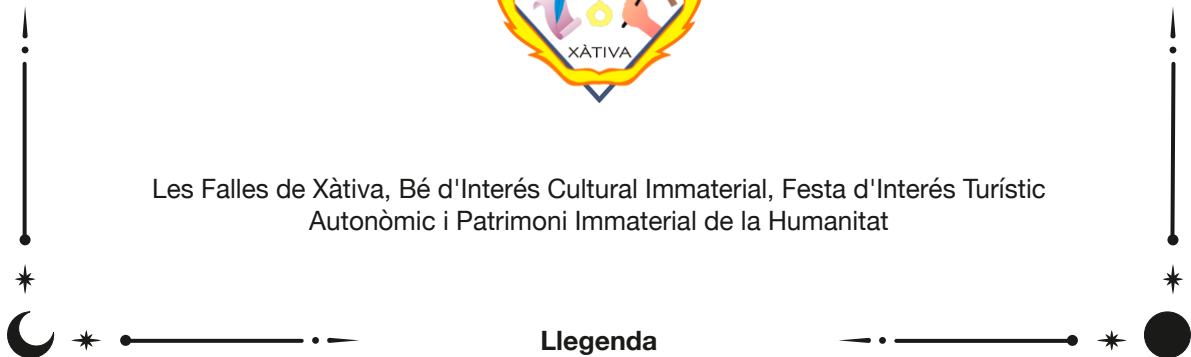 XÀTIVA
Les Falles de Xàtiva, Bé d'Interés Cultural Immaterial, Festa d'Interés Turístic
Autonòmic i Patrimoni Immaterial de la Humanitat
Llegenda